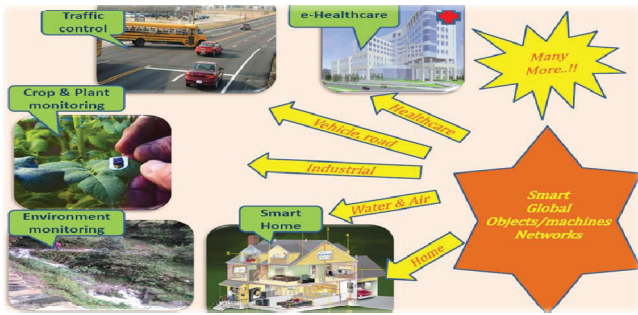 Traffic
control
e-Healthcare
Many
More..!!
Crop & Plant
monitoring
Healthcare
Vehicle, road
Industrial
Water & Air
Home
Environment
monitoring
Smart
Home
Smart
Global
Objects/machines
Networks